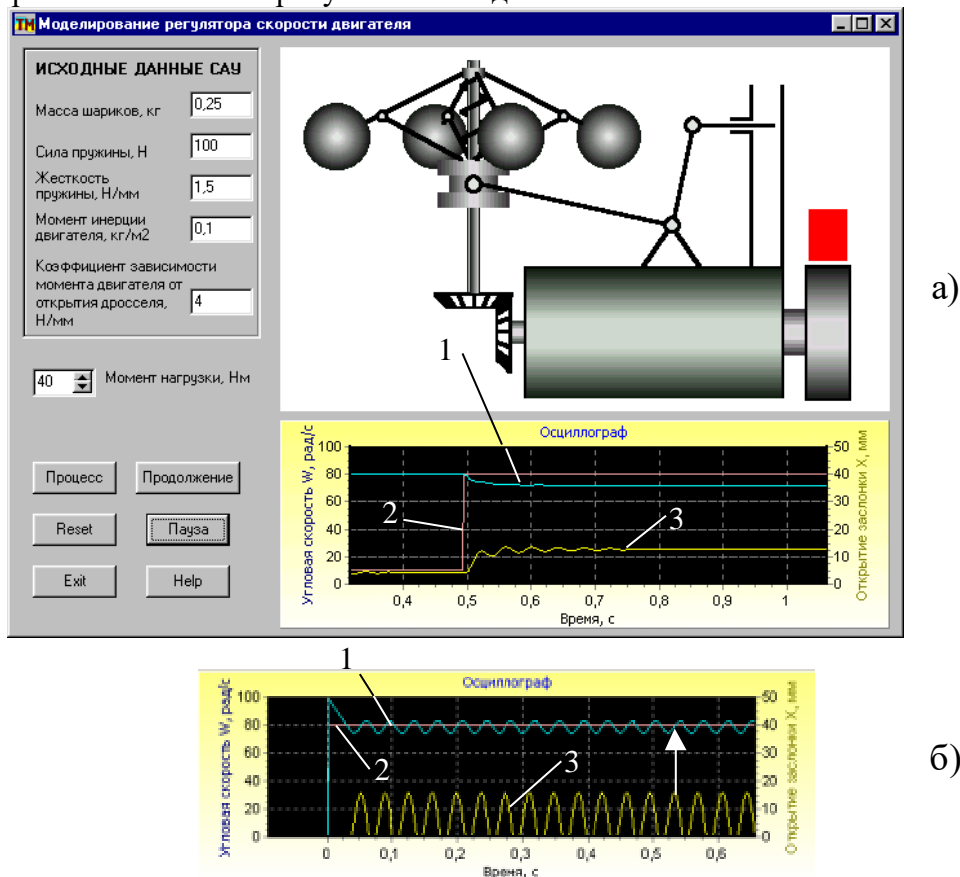 Моделирование регулятора скорости двигателя
ИСХОДНЫЕ ДАННЫЕ САУ
Масса шариков, кг 0,25
Сила пружины, Н 100
Жесткость
пружины, Н/мм 1,5
Момент инерции
двигателя, кг/м2 0,1
Коэффициент зависимости
момента двигателя от
открытия дросселя, 4
Н/мм
40 Момент нагрузки, Нм
Процесс Продолжение
Reset Пауза
Exit Help
а)
1
Осциллограф
Угловая скорость W, рад/с
100
80
60
40
20
0
2
3
50
40
30
20
10
0
Открытие заслонки X, мм
0,4 0,5 0,6 0,7 0,8 0,9 1
Время, с
1
Осциллограф
Угловая скорость W, рад/с
100
80
60
40
20
0
2
3
50
40
30
20
10
0
Открытие заслонки X, мм
0 0,1 0,2 0,3 0,4 0,5 0,6
Время, с
б)